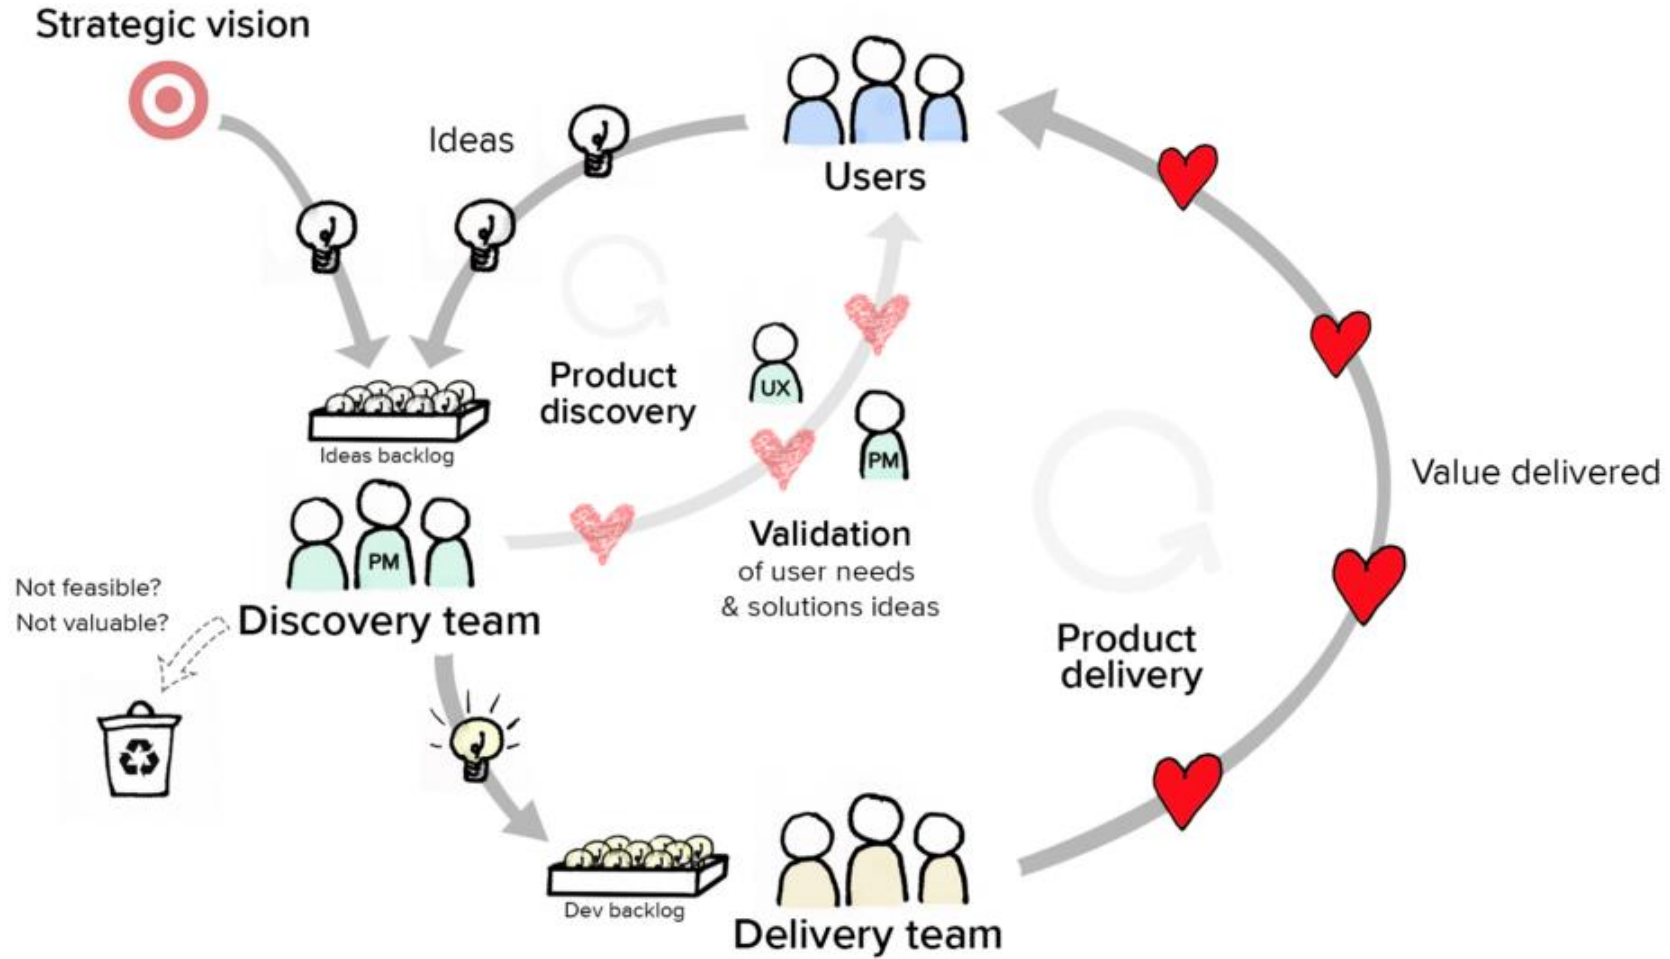 Strategic vision
Ideas
Users
Product
discovery
UX
PM
Ideas backlog
PM
Discovery team
Not feasible?
Not valuable?
Validation
of user needs
& solutions ideas
Value delivered
Product
delivery
Dev backlog
Delivery team